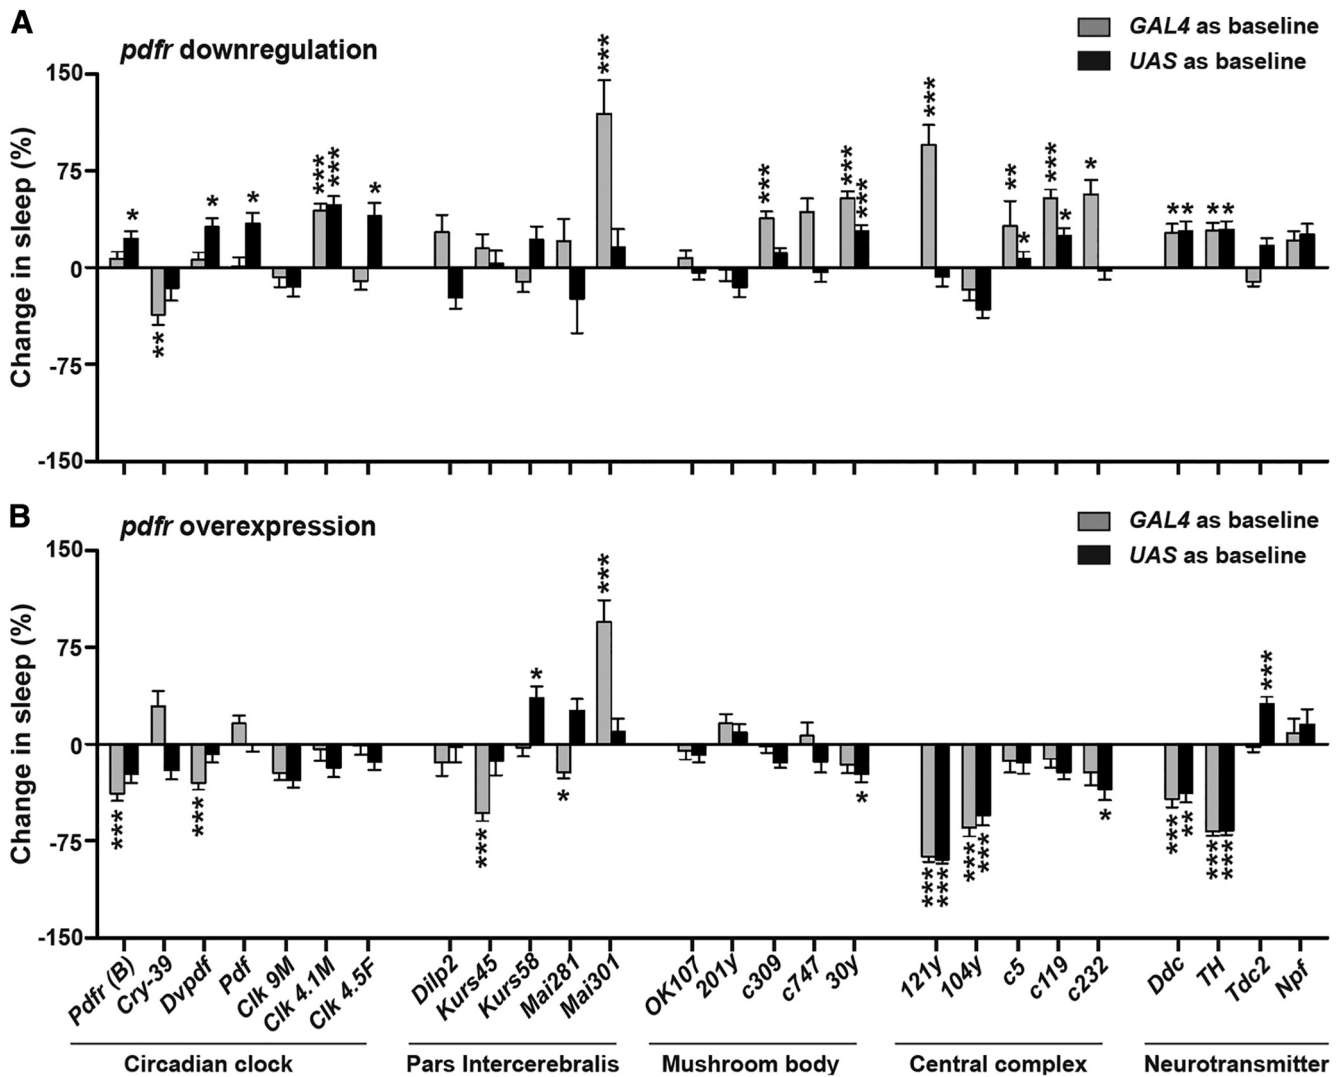 A
pdfr downregulation
GAL4 as baseline
UAS as baseline
Change in sleep (%)
150
75
0
-75
-150
* ** * * *** *** * *** *** *** *** *** ** * *** * * ** **
B
pdfr overexpression
GAL4 as baseline
UAS as baseline
Change in sleep (%)
150
75
0
-75
-150
*** *** *** * * *** * *** *** *** *** * *** ** *** *** ***
Pdfr (B) Cry-39 Dvpdf Pdf Clk 9M Clk 4.1M Clk 4.5F Dilp2 Kurs45 Kurs58 Mai281 Mai301 OK107 201y c309 c747 30y 121y 104y c5 c119 c232 Ddc TH Tdc2 Npf
Circadian clock Pars Intercerebralis Mushroom body Central complex Neurotransmitter